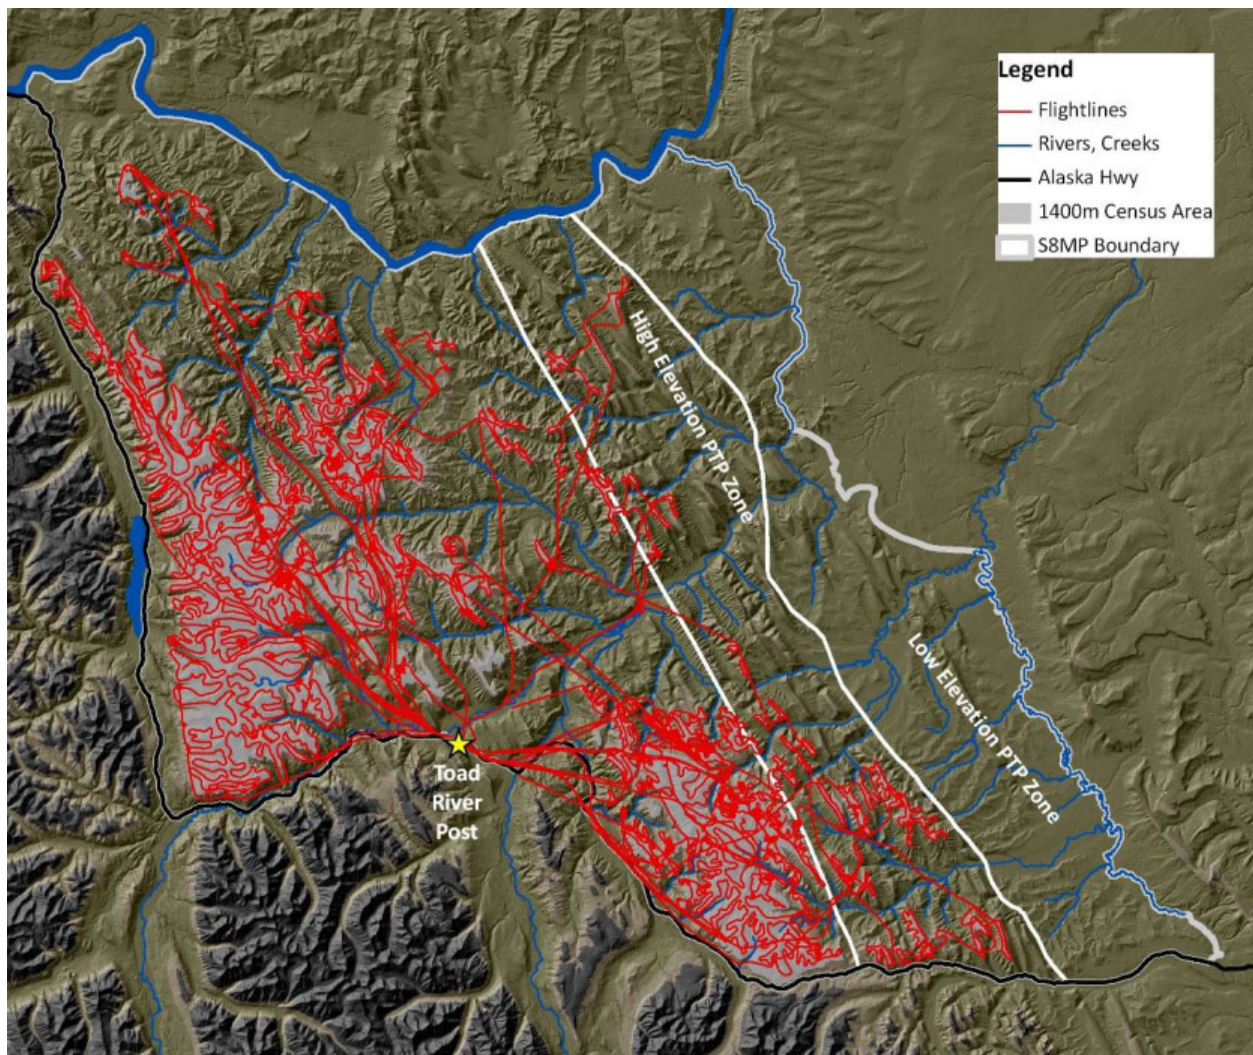 Legend
Flightlines
Rivers, Creeks
Alaska Hwy
1400m Census Area
S8MP Boundary
High Elevation PTP Zone
Low Elevation PTP Zone
Toad
River
Post